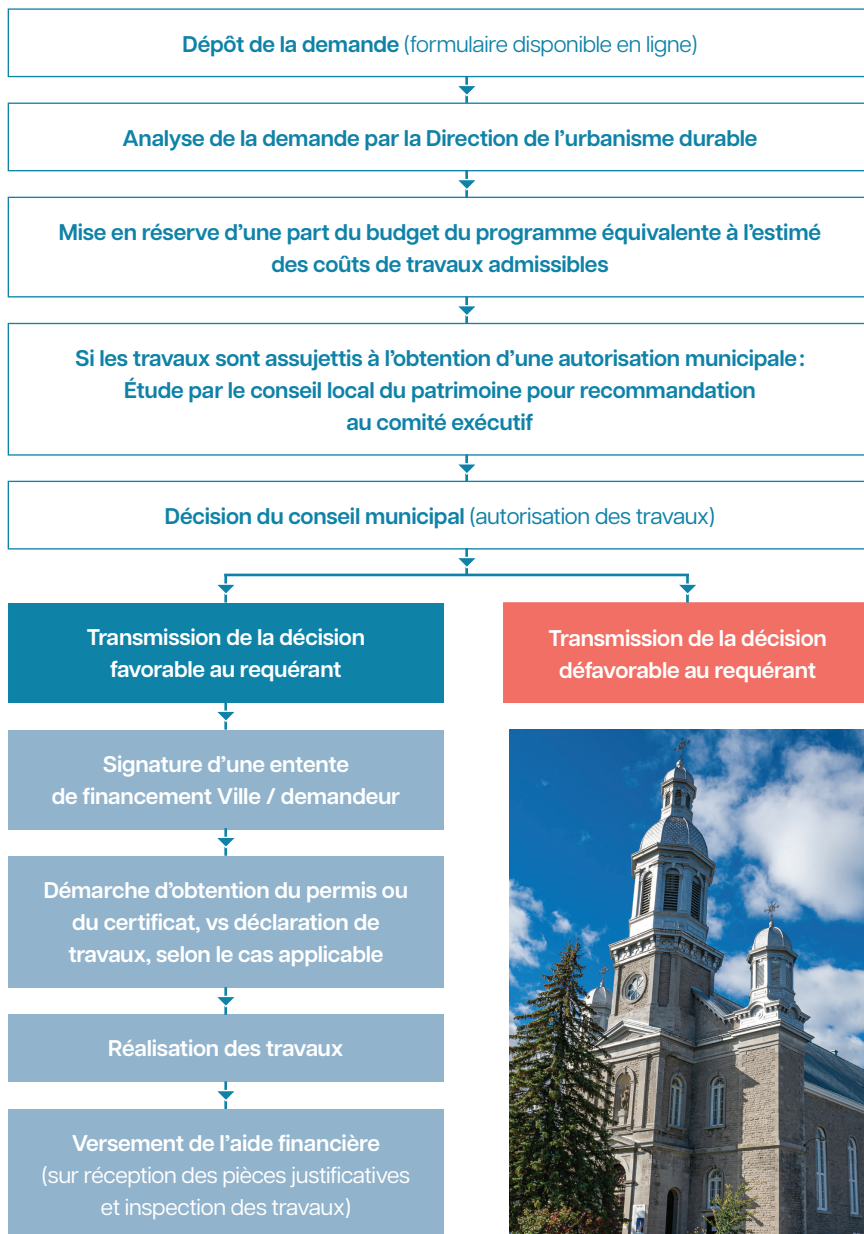 Dépôt de la demande (formulaire disponible en ligne)
Analyse de la demande par la Direction de l'urbanisme durable
Mise en réserve d'une part du budget du programme équivalente à l'estimé
des coûts de travaux admissibles
Si les travaux sont assujettis à l'obtention d'une autorisation municipale :
Étude par le conseil local du patrimoine pour recommandation
au comité exécutif
Décision du conseil municipal (autorisation des travaux)
Transmission de la décision
favorable au requérant
Transmission de la décision
défavorable au requérant
Signature d'une entente
de financement Ville / demandeur
Démarche d'obtention du permis ou
du certificat, vs déclaration de
travaux, selon le cas applicable
Réalisation des travaux
Versement de l'aide financière
(sur réception des pièces justificatives
et inspection des travaux)